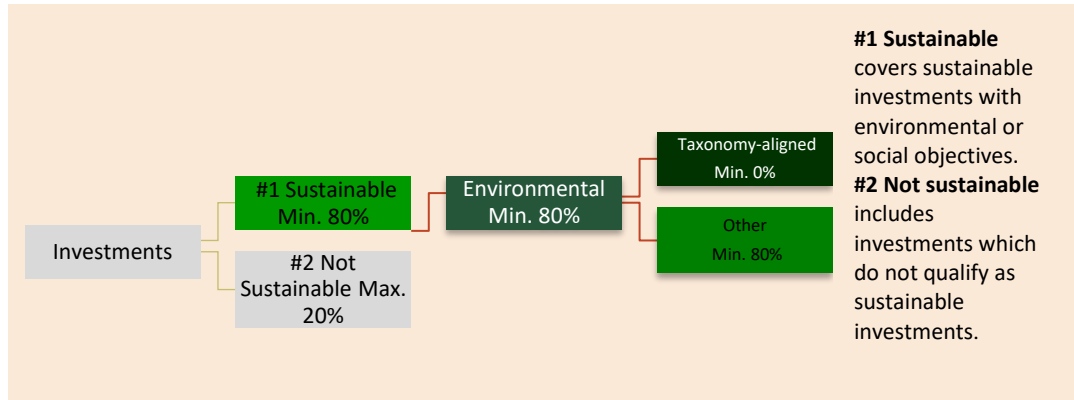 Investments
#1 Sustainable
Min. 80%
#2 Not
Sustainable Max.
20%
Environmental
Min. 80%
Taxonomy-aligned
Min. 0%
Other
Min. 80%
#1 Sustainable
covers sustainable
investments with
environmental or
social objectives.
#2 Not sustainable
includes
investments which
do not qualify as
sustainable
investments.